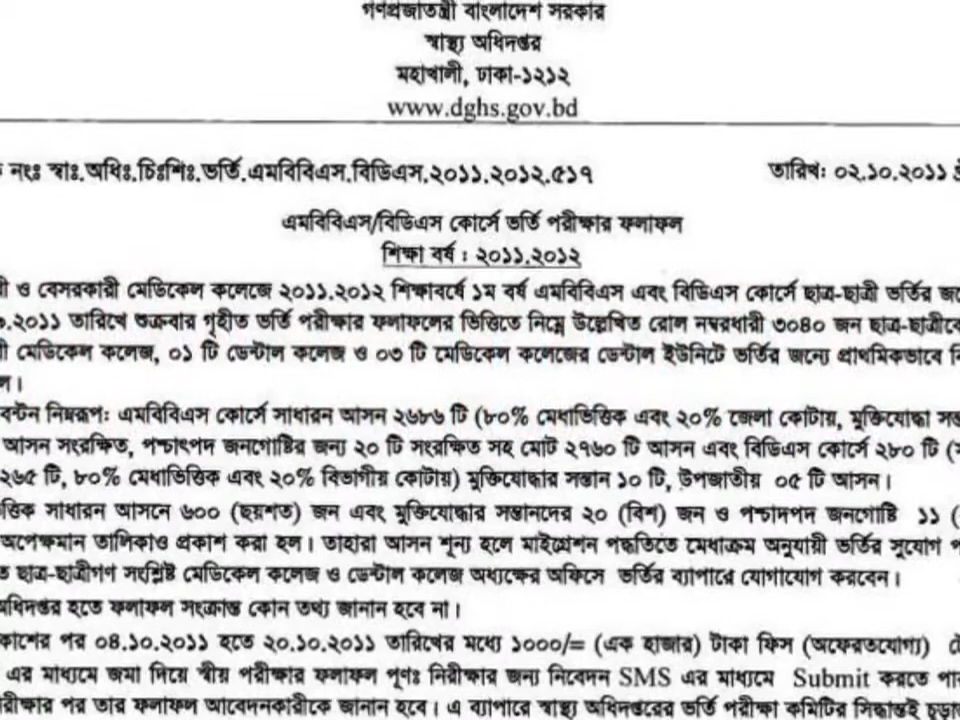 গণপ্রজাতন্ত্রী বাংলাদেশ সরকার
স্বাস্থ্য অধিদপ্তর
মহাখালী, ঢাকা-১২১২
www.dghs.gov.bd
নংঃ স্বাঃ.অধিঃ.চিঃশিঃ.ভর্তি.এমবিবিএস.বিডিএস.২০১১.২০১২.৫১৭ তারিখ: ০২.১০.২০১১
এমবিবিএস/বিডিএস কোর্সে ভর্তি পরীক্ষার ফলাফল
শিক্ষা বর্ষ : ২০১১.২০১২
ও বেসরকারী মেডিকেল কলেজে ২০১১.২০১২ শিক্ষাবর্ষে ১ম বর্ষ এমবিবিএস এবং বিডিএস কোর্সে ছাত্র-ছাত্রী ভর্তির
.২০১১ তারিখে শুক্রবার গৃহীত ভর্তি পরীক্ষার ফলাফলের ভিত্তিতে নিম্নে উল্লেখিত রোল নম্বরধারী ৩০৪০ জন ছাত্র-ছাত্রীকে
মেডিকেল কলেজ, ০১ টি ডেন্টাল কলেজ ও ০৩ টি মেডিকেল কলেজের ডেন্টাল ইউনিটে ভর্তির জন্যে প্রাথমিকভাবে
ল।
বন্টন নিম্নরূপ: এমবিবিএস কোর্সে সাধারন আসন ২৬৮৬ টি (৮০% মেধাভিত্তিক এবং ২০% জেলা কোটায়, মুক্তিযোদ্ধা
আসন সংরক্ষিত, পশ্চাৎপদ জনগোষ্টির জন্য ২০ টি সংরক্ষিত সহ মোট ২৭৬০ টি আসন এবং বিডিএস কোর্সে ২৮০ টি
২৬৫ টি, ৮০% মেধাভিত্তিক এবং ২০% বিভাগীয় কোটায়) মুক্তিযোদ্ধার সন্তান ১০ টি, উপজাতীয় ০৫ টি আসন।
সাধারন আসনে ৬০০ (ছয়শত) জন এবং মুক্তিযোদ্ধার সন্তানদের ২০ (বিশ) জন ও পশ্চাদপদ জনগোষ্টি ১১
অপেক্ষমান তালিকাও প্রকাশ করা হল। তাহারা আসন শূন্য হলে মাইগ্রেশন পদ্ধতিতে মেধাক্রম অনুযায়ী ভর্তির সুযোগ
ছাত্র-ছাত্রীগণ সংশ্লিষ্ট মেডিকেল কলেজ ও ডেন্টাল কলেজ অধ্যক্ষের অফিসে ভর্তির ব্যাপারে যোগাযোগ করবেন।
অধিদপ্তর হতে ফলাফল সংক্রান্ত কোন তথ্য জানান হবে না।
কাশের পর ০৪.১০.২০১১ হতে ২০.১০.২০১১ তারিখের মধ্যে ১০০০/= (এক হাজার) টাকা ফিস (অফেরতযোগ্য)
এর মাধ্যমে জমা দিয়ে স্বীয় পরীক্ষার ফলাফল পূণঃ নিরীক্ষার জন্য নিবেদন SMS এর মাধ্যমে Submit করতে
রীক্ষার পর তার ফলাফল আবেদনকারীকে জানান হবে। এ ব্যাপারে স্বাস্থ্য অধিদপ্তরের ভর্তি পরীক্ষা কমিটির সিদ্ধান্তই